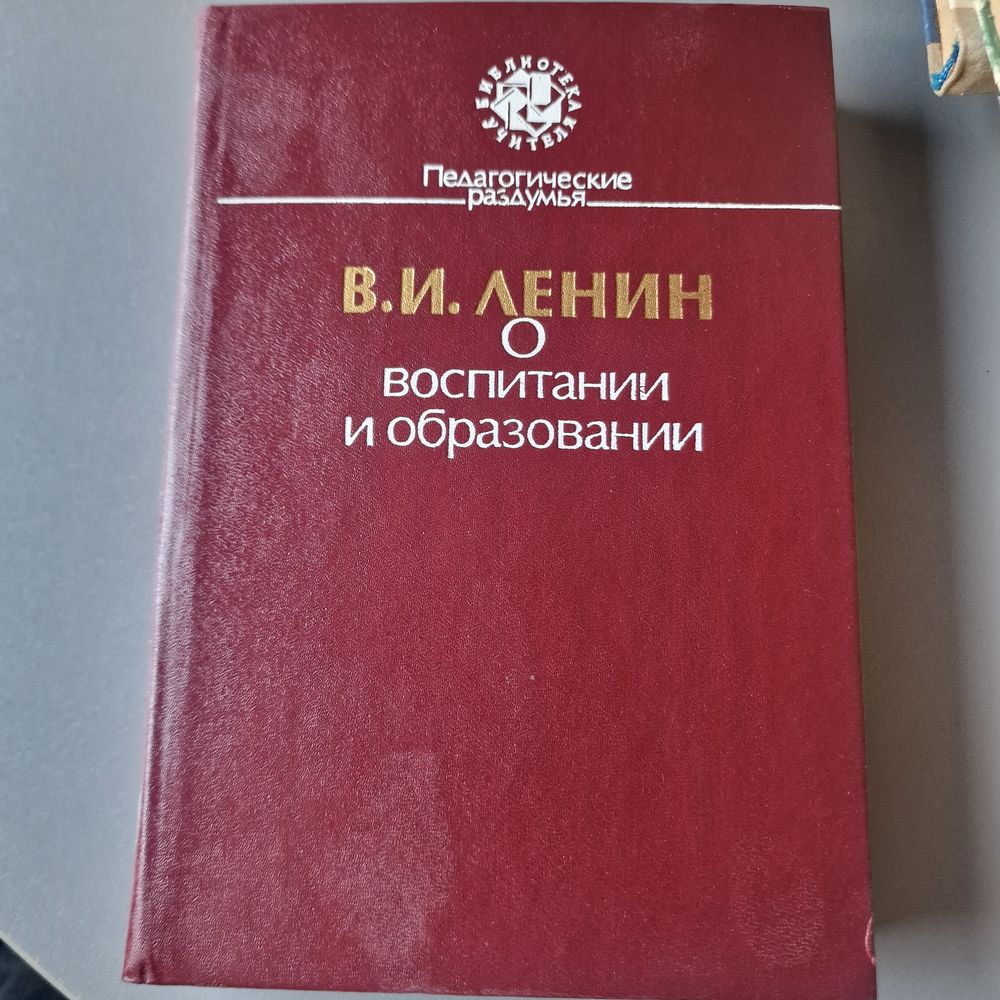 БИБЛИОТЕКА УЧИТЕЛЯ
Педагогические
раздумья
В.И. ЛЕНИН
О
воспитании
и образовании